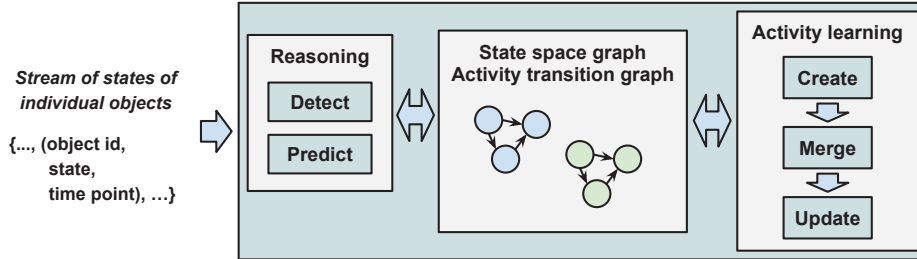 Stream of states of
individual objects
{..., (object id,
state,
time point), ...}
Reasoning
Detect
Predict
State space graph
Activity transition graph
Activity learning
Create
Merge
Update